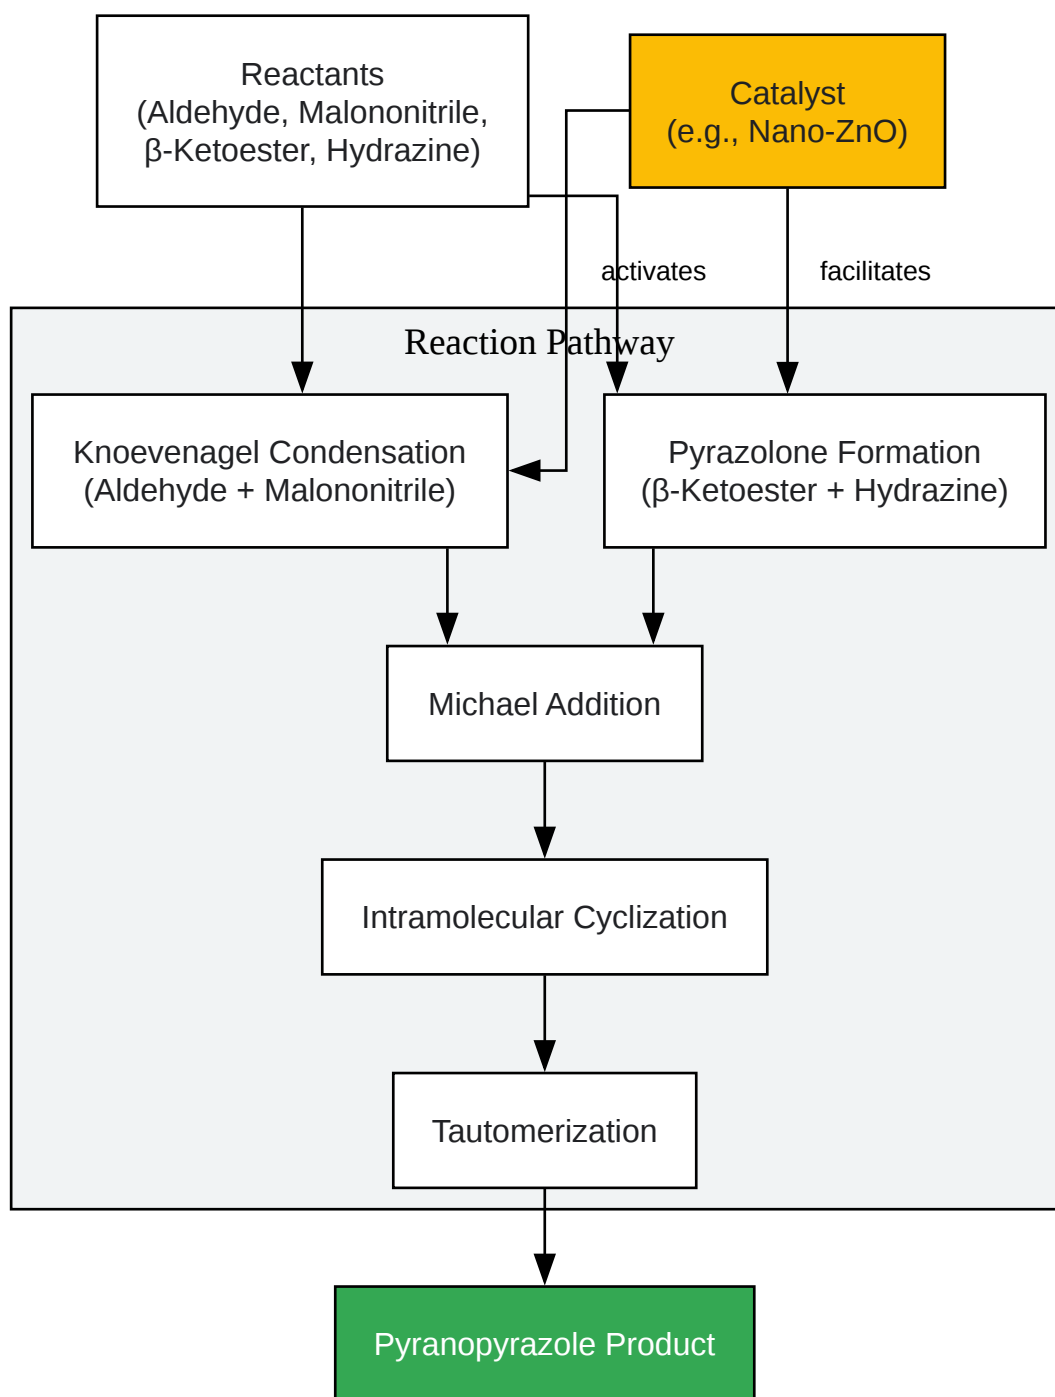 Reactants
(Aldehyde, Malononitrile,
β-Ketoester, Hydrazine)
Catalyst
(e.g., Nano-ZnO)
activates
facilitates
Reaction Pathway
Knoevenagel Condensation
(Aldehyde + Malononitrile)
Pyrazolone Formation
(β-Ketoester + Hydrazine)
Michael Addition
Intramolecular Cyclization
Tautomerization
Pyranopyrazole Product